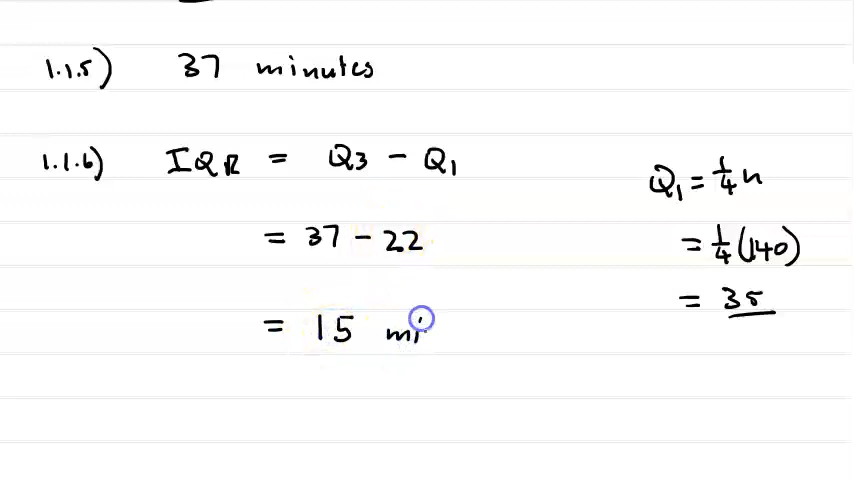 1.1.5) 37 minutes
1.1.6) IQR = Q3 - Q1
= 37 - 22
= 15 mi
Q1 = 1/4 n
= 1/4 (140)
= 35